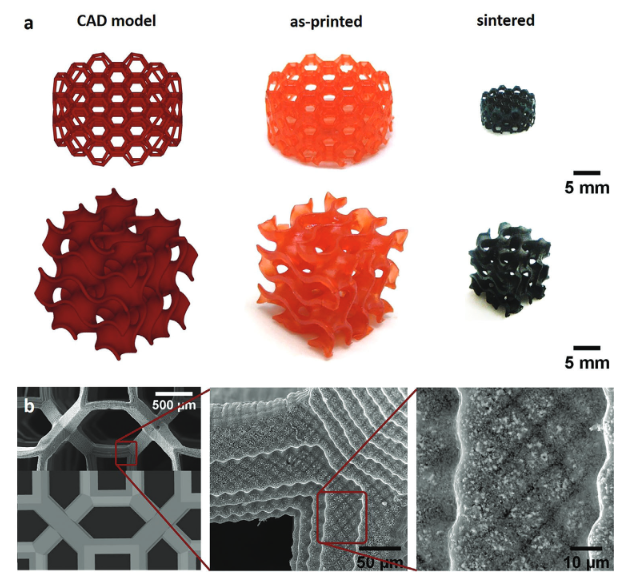 a CAD model as-printed sintered
5 mm
5 mm
b 500 µm
50 µm 10 µm